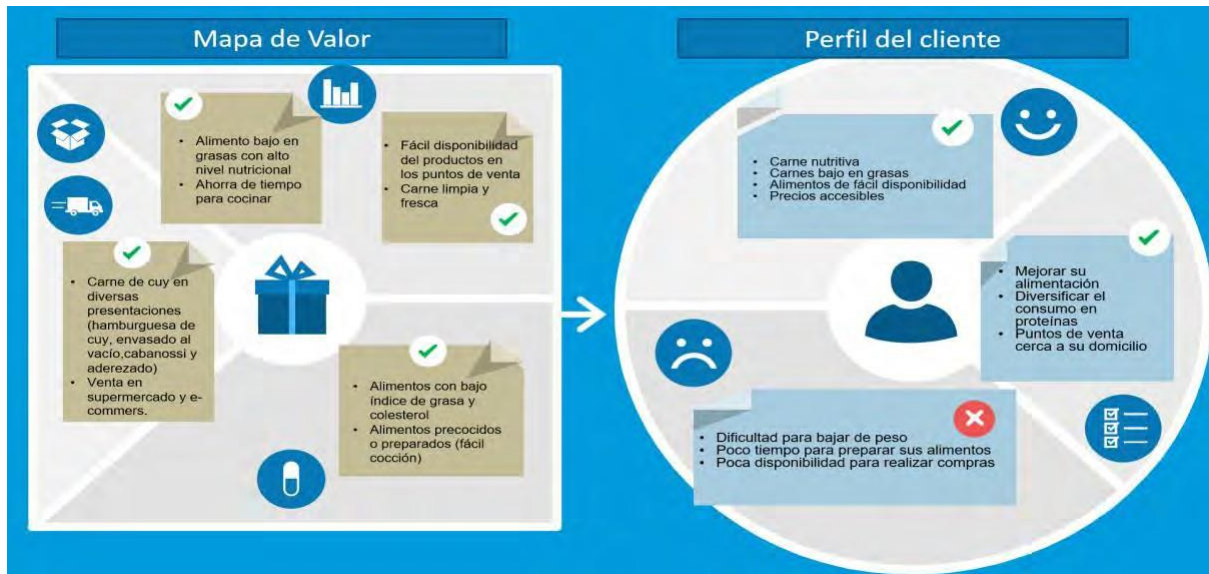 Mapa de Valor
• Alimento bajo en
grasas con alto
nivel nutricional
• Ahorra de tiempo
para cocinar
• Fácil disponibilidad
del productos en
los puntos de venta
• Carne limpia y
fresca
• Carne de cuy en
diversas
presentaciones
(hamburguesa de
cuy, envasado al
vacío,cabanossi y
aderezado)
• Venta en
supermercado y e-
commers.
• Alimentos con bajo
índice de grasa y
colesterol
• Alimentos precocidos
o preparados (fácil
cocción)
Perfil del cliente
• Carne nutritiva
• Carnes bajo en grasas
• Alimentos de fácil disponibilidad
• Precios accesibles
• Mejorar su
alimentación
• Diversificar el
consumo en
proteínas
• Puntos de venta
cerca a su domicilio
• Dificultad para bajar de peso
• Poco tiempo para preparar sus alimentos
• Poca disponibilidad para realizar compras